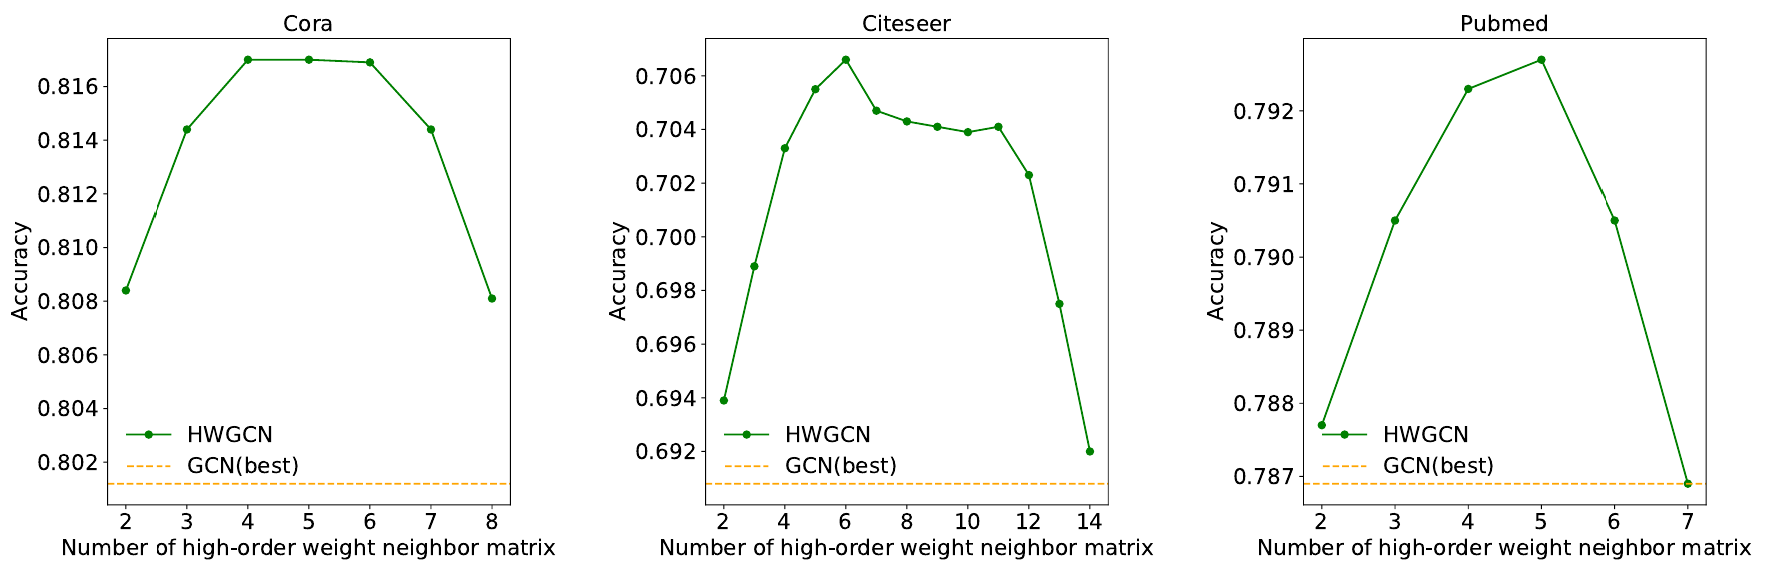 Cora
0.816
0.814
0.812
0.810
0.808
0.806
0.804
0.802
Accuracy
HWGCN
GCN(best)
2 3 4 5 6 7 8
Number of high-order weight neighbor matrix
Citeseer
0.706
0.704
0.702
0.700
0.698
0.696
0.694
0.692
Accuracy
HWGCN
GCN(best)
2 4 6 8 10 12 14
Number of high-order weight neighbor matrix
Pubmed
0.792
0.791
0.790
0.789
0.788
0.787
Accuracy
HWGCN
GCN(best)
2 3 4 5 6 7
Number of high-order weight neighbor matrix